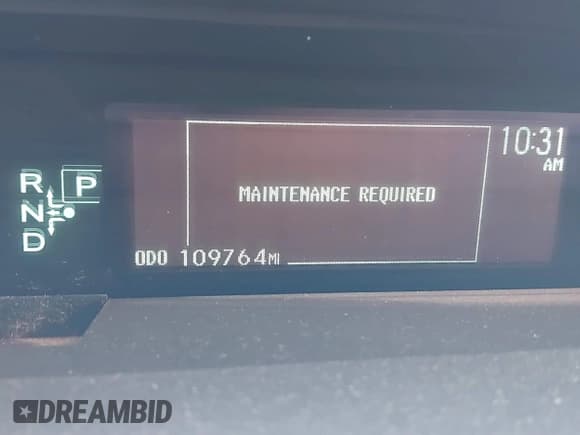 10:31
AM
R P
N
D
MAINTENANCE REQUIRED
ODO 109764MI
DREAMBID